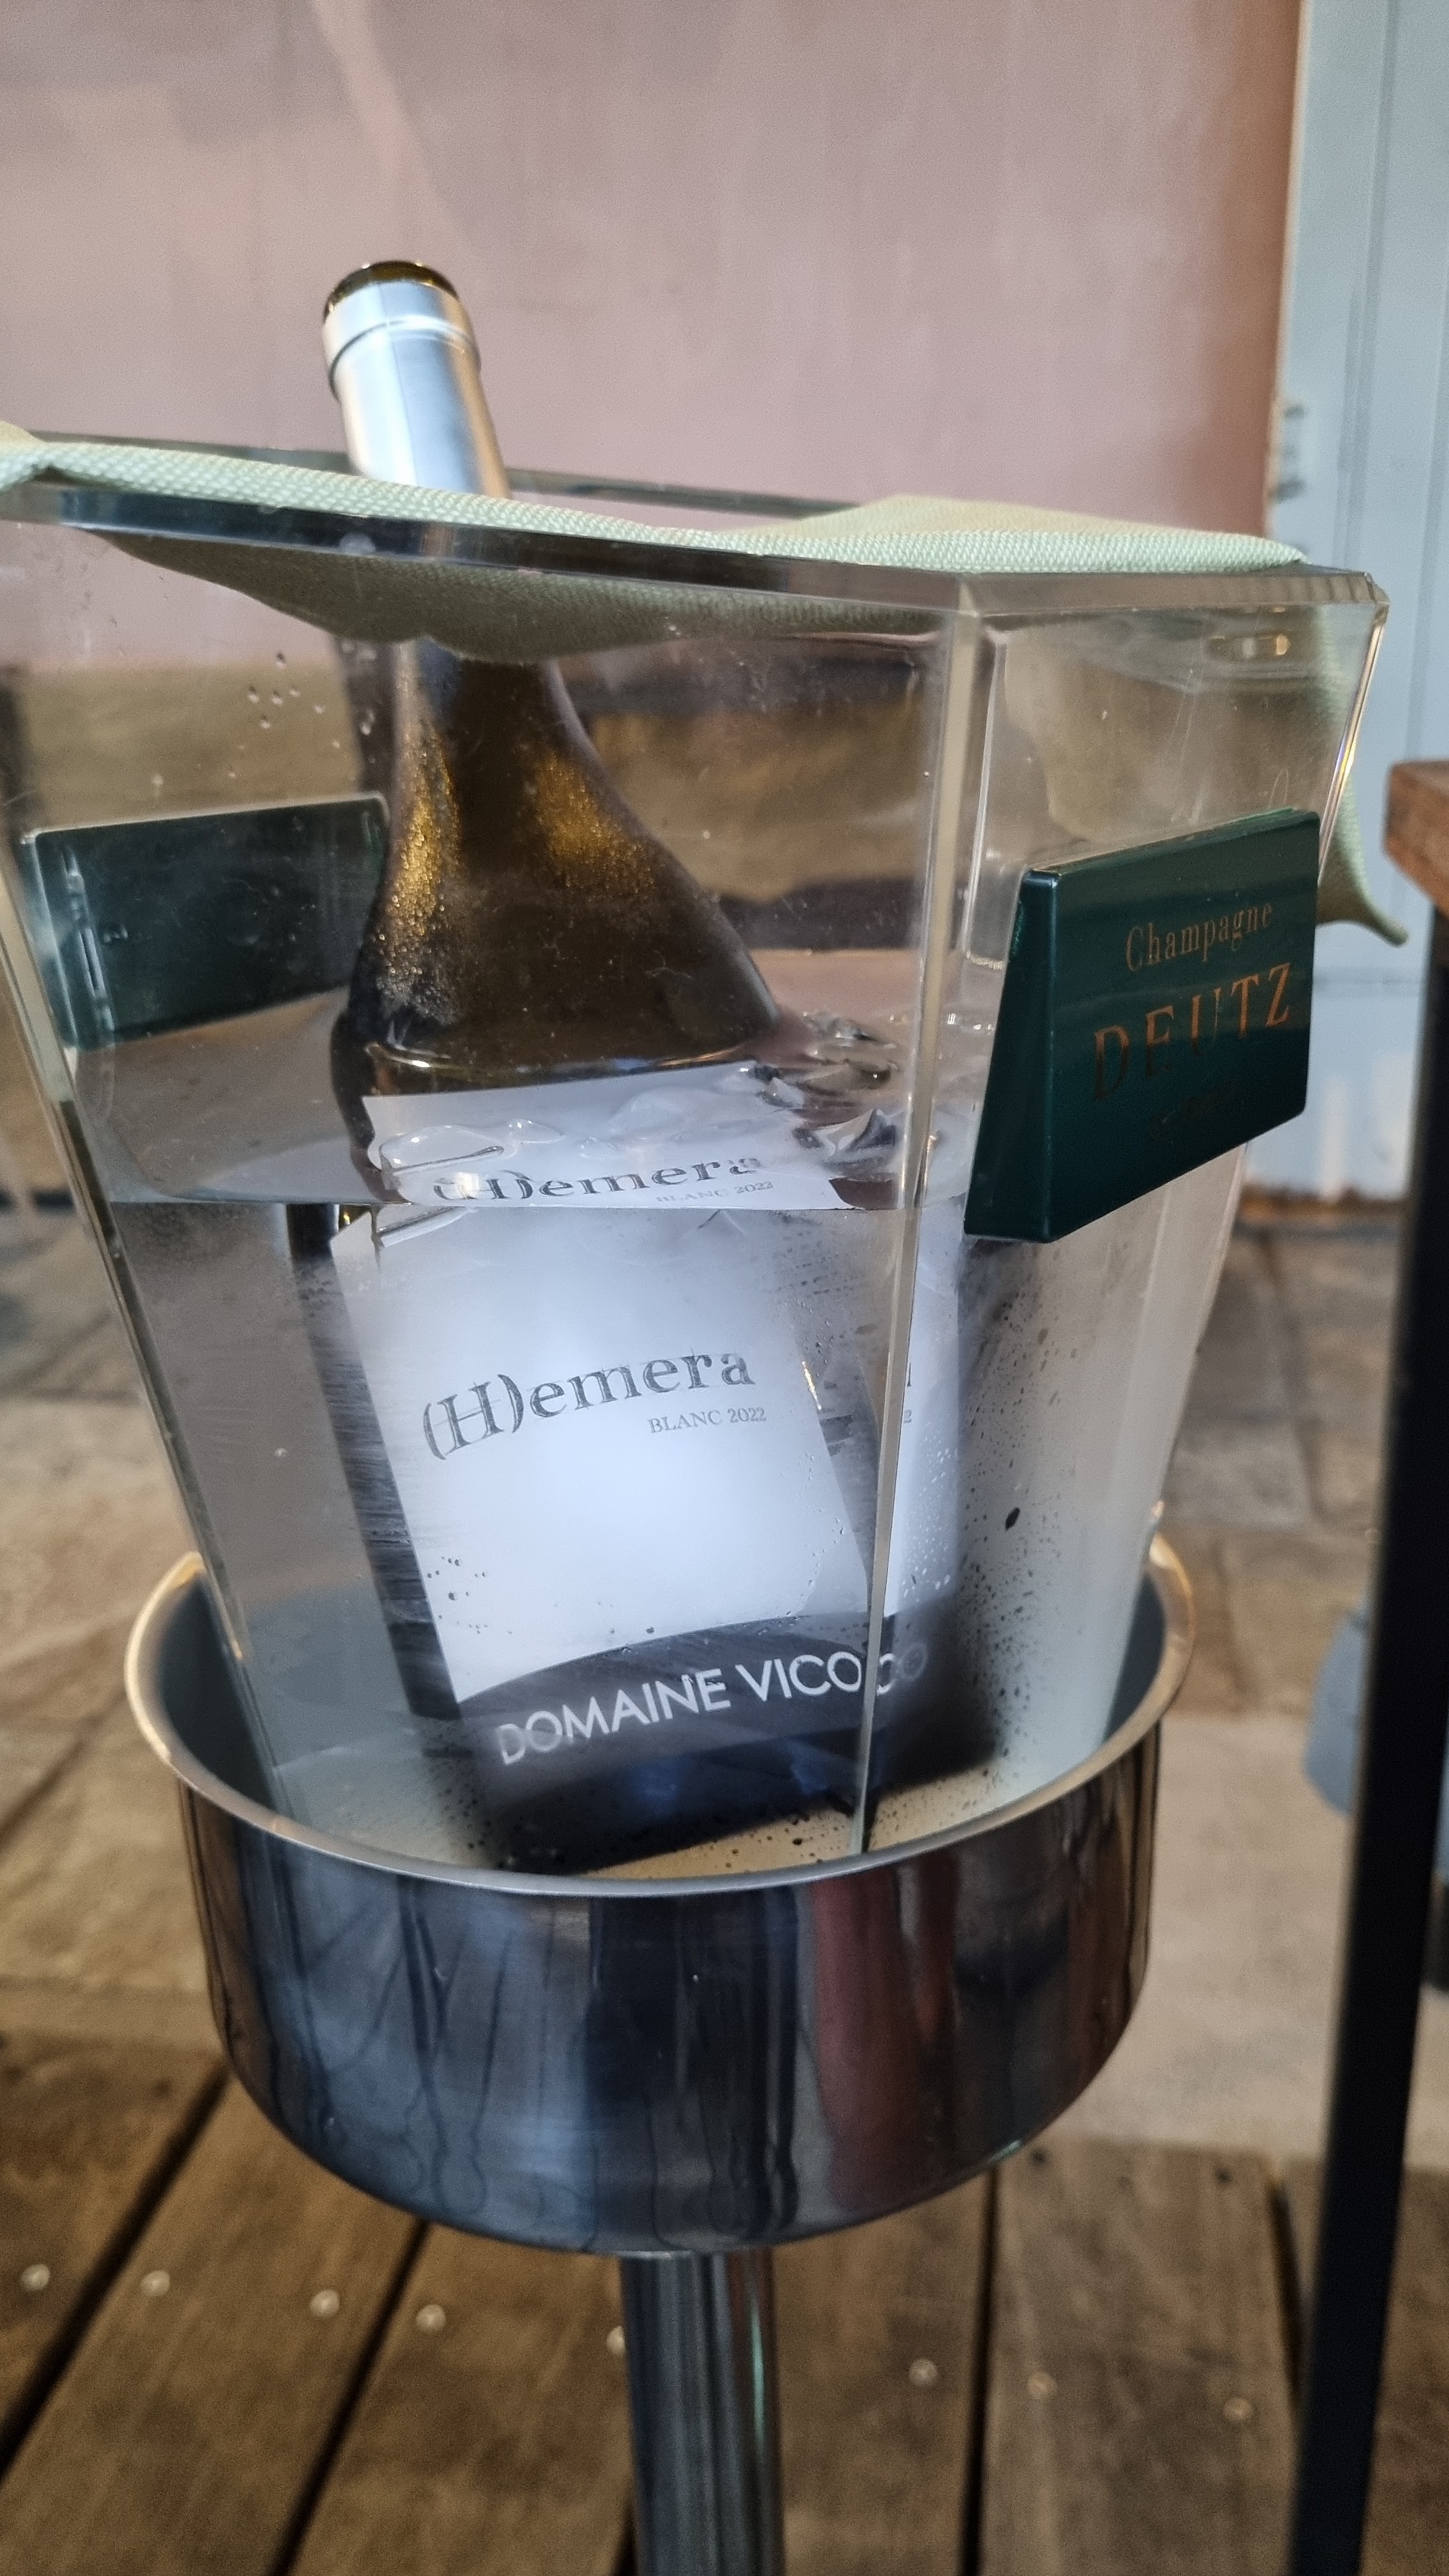 Champagne
DEUTZ
(H)emera
BLANC 2022
(H)emera
BLANC 2022
DOMAINE VICO